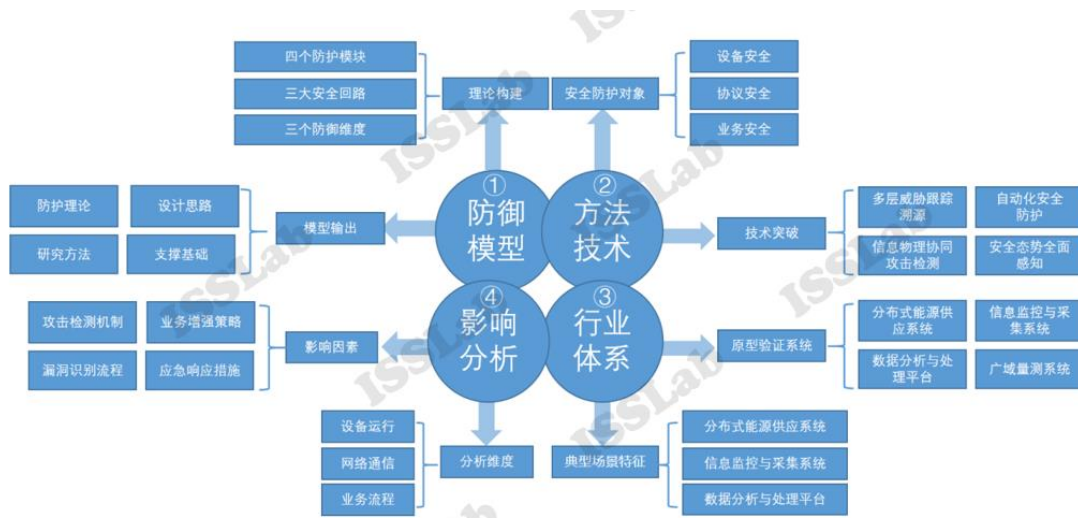 四个防护模块
三大安全回路
三个防御维度
理论构建
安全防护对象
设备安全
协议安全
业务安全
①
防御
模型
②
方法
技术
防护理论
设计思路
研究方法
支撑基础
模型输出
技术突破
多层威胁跟踪
溯源
自动化安全
防护
信息物理协同
攻击检测
安全态势全面
感知
④
影响
分析
③
行业
体系
攻击检测机制
业务增强策略
漏洞识别流程
应急响应措施
影响因素
原型验证系统
分布式能源供
应系统
信息监控与采
集系统
数据分析与处
理平台
广域量测系统
设备运行
网络通信
业务流程
分析维度
典型场景特征
分布式能源供应系统
信息监控与采集系统
数据分析与处理平台
ISSLab
ISSLab
ISSLab
ISSLab
ISSLab
ISSLab